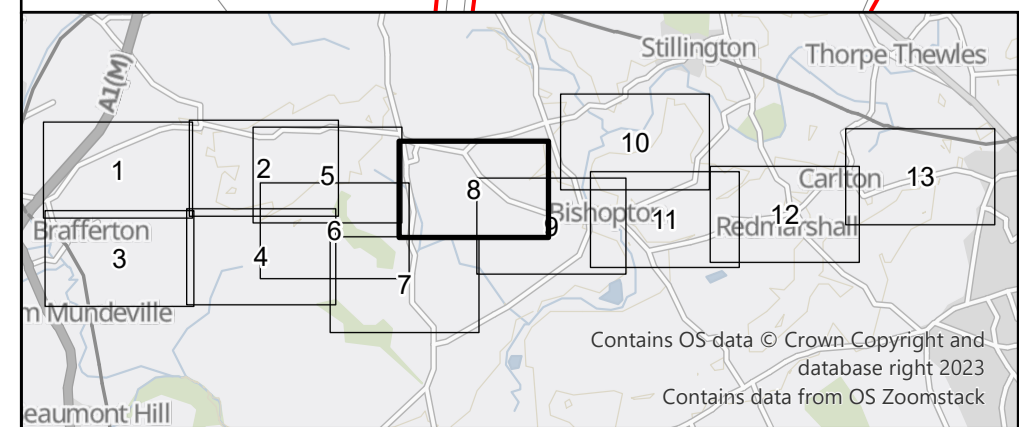 Stillington
Thorpe Thewles
A1(M)
10
1
2
5
8
Carlton
13
Bishopton
11
12
Redmarshall
Brafferton
6
9
3
4
7
m Mundeville
Contains OS data © Crown Copyright and
database right 2023
Contains data from OS Zoomstack
eaumont Hill